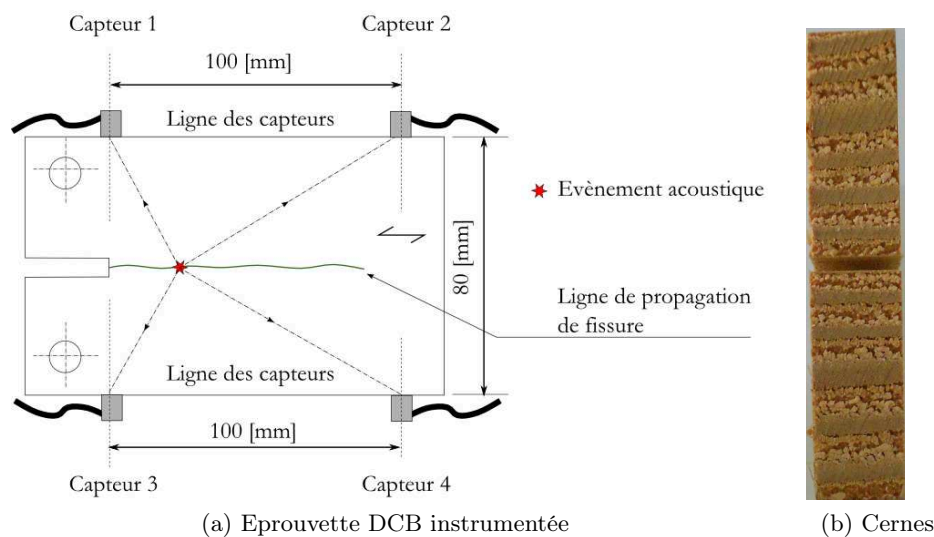 Capteur 1
Capteur 2
100 [mm]
Ligne des capteurs
Evènement acoustique
80 [mm]
Ligne de propagation
de fissure
Ligne des capteurs
100 [mm]
Capteur 3
Capteur 4
(a) Eprouvette DCB instrumentée
(b) Cernes